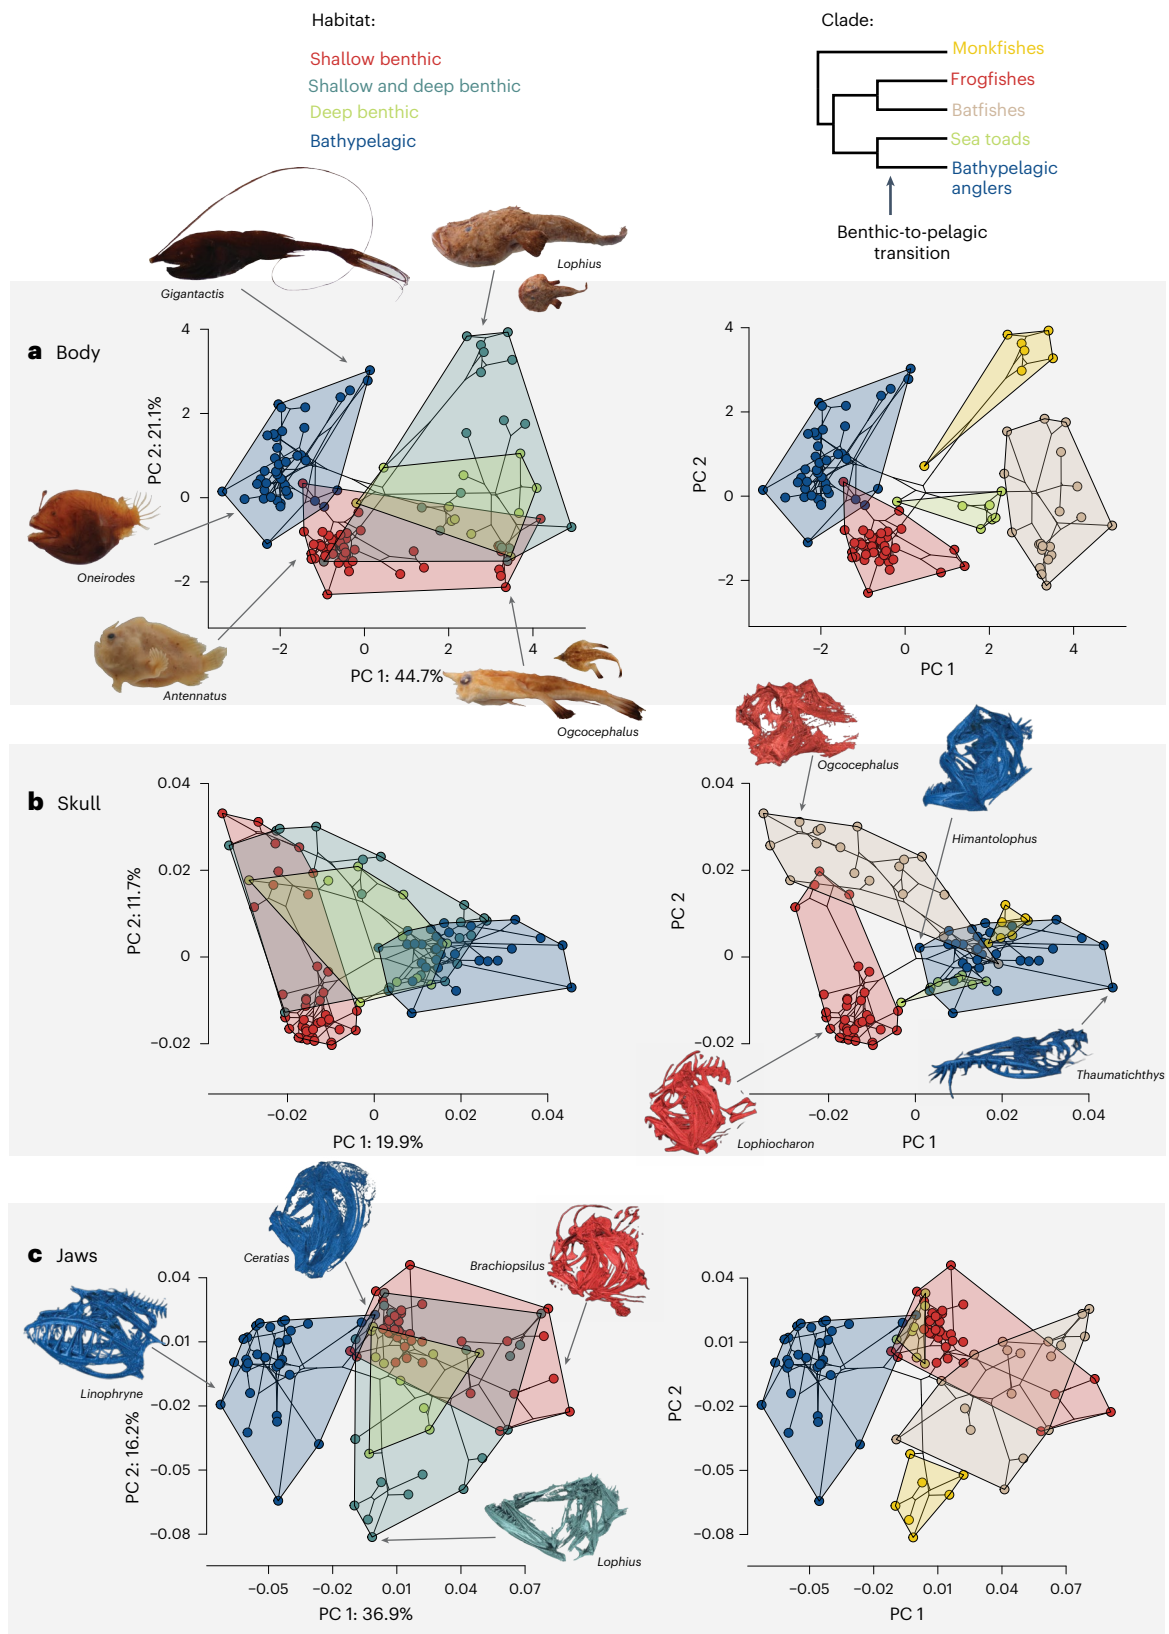 Habitat:
Shallow benthic
Shallow and deep benthic
Deep benthic
Bathypelagic
Clade:
Monkfishes
Frogfishes
Batfishes
Sea toads
Bathypelagic
anglers
Benthic-to-pelagic
transition
Gigantactis
Lophius
a Body
4
2
0
−2
PC 2: 21.1%
−2 0 2 4
PC 1: 44.7%
Oneirodes
Antennatus
Ogcocephalus
4
2
0
−2
PC 2
−2 0 2 4
PC 1
b Skull
0.04
0.02
0
−0.02
PC 2: 11.7%
−0.02 0 0.02 0.04
PC 1: 19.9%
Ogcocephalus
Himantolophus
0.04
0.02
0
−0.02
PC 2
Thaumatichthys
Lophiocharon
−0.02 0 0.02 0.04
PC 1
c Jaws
Ceratias
Brachiopsilus
Linophryne
0.04
0.01
−0.02
−0.05
−0.08
PC 2: 16.2%
Lophius
−0.05 −0.02 0.01 0.04 0.07
PC 1: 36.9%
0.04
0.01
−0.02
−0.05
−0.08
PC 2
−0.05 −0.02 0.01 0.04 0.07
PC 1